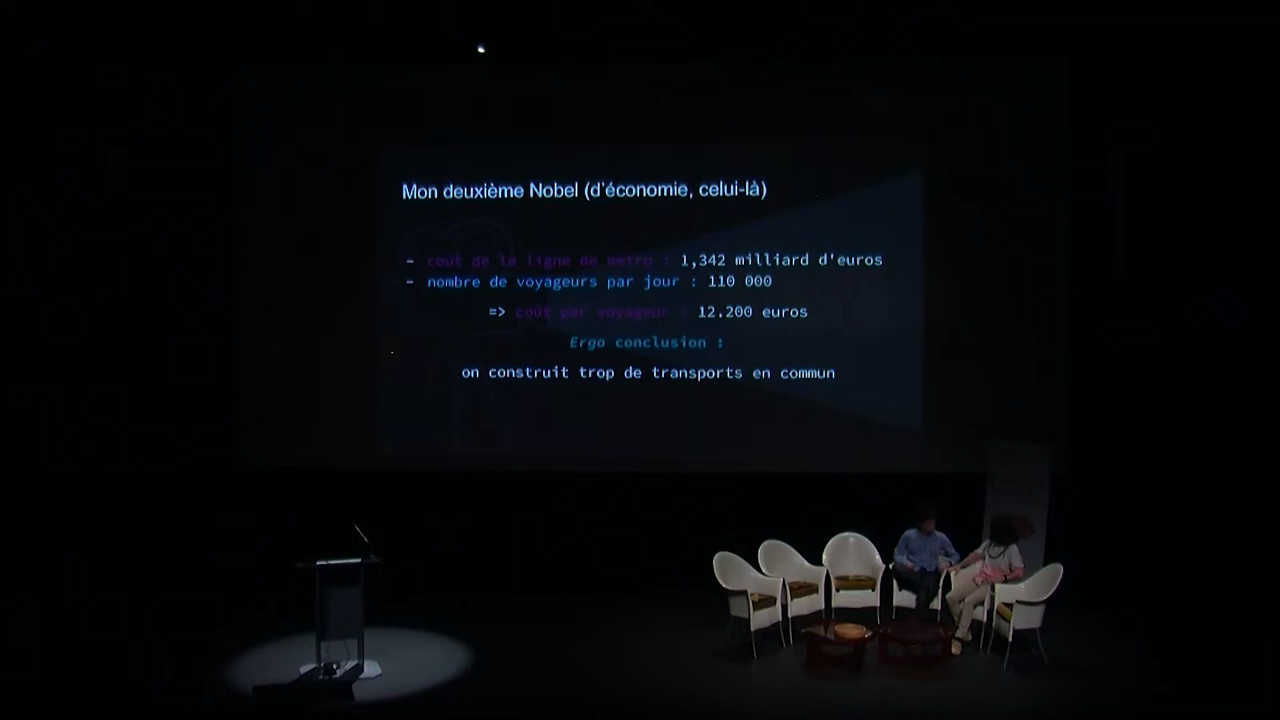 Mon deuxième Nobel (d'économie, celui-là)
- coût de la ligne de metro : 1,342 milliard d'euros
- nombre de voyageurs par jour : 110 000
=> coût par voyageur : 12.200 euros
Ergo conclusion :
on construit trop de transports en commun